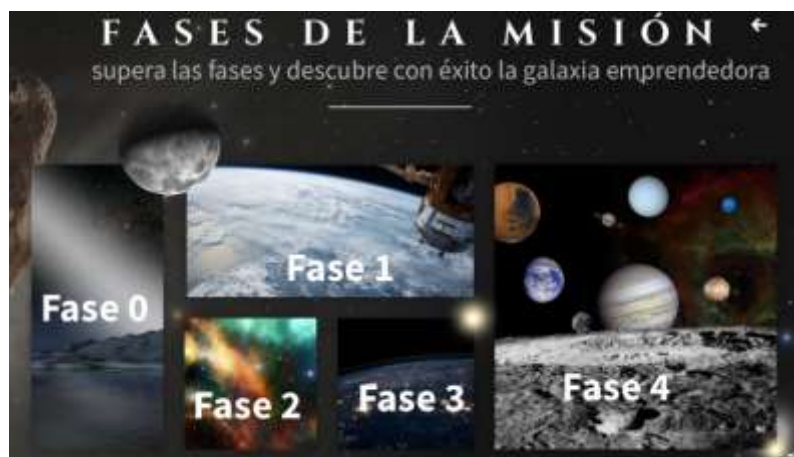 FASES DE LA MISIÓN
supera las fases y descubre con éxito la galaxia emprendedora
Fase 0
Fase 1
Fase 2
Fase 3
Fase 4